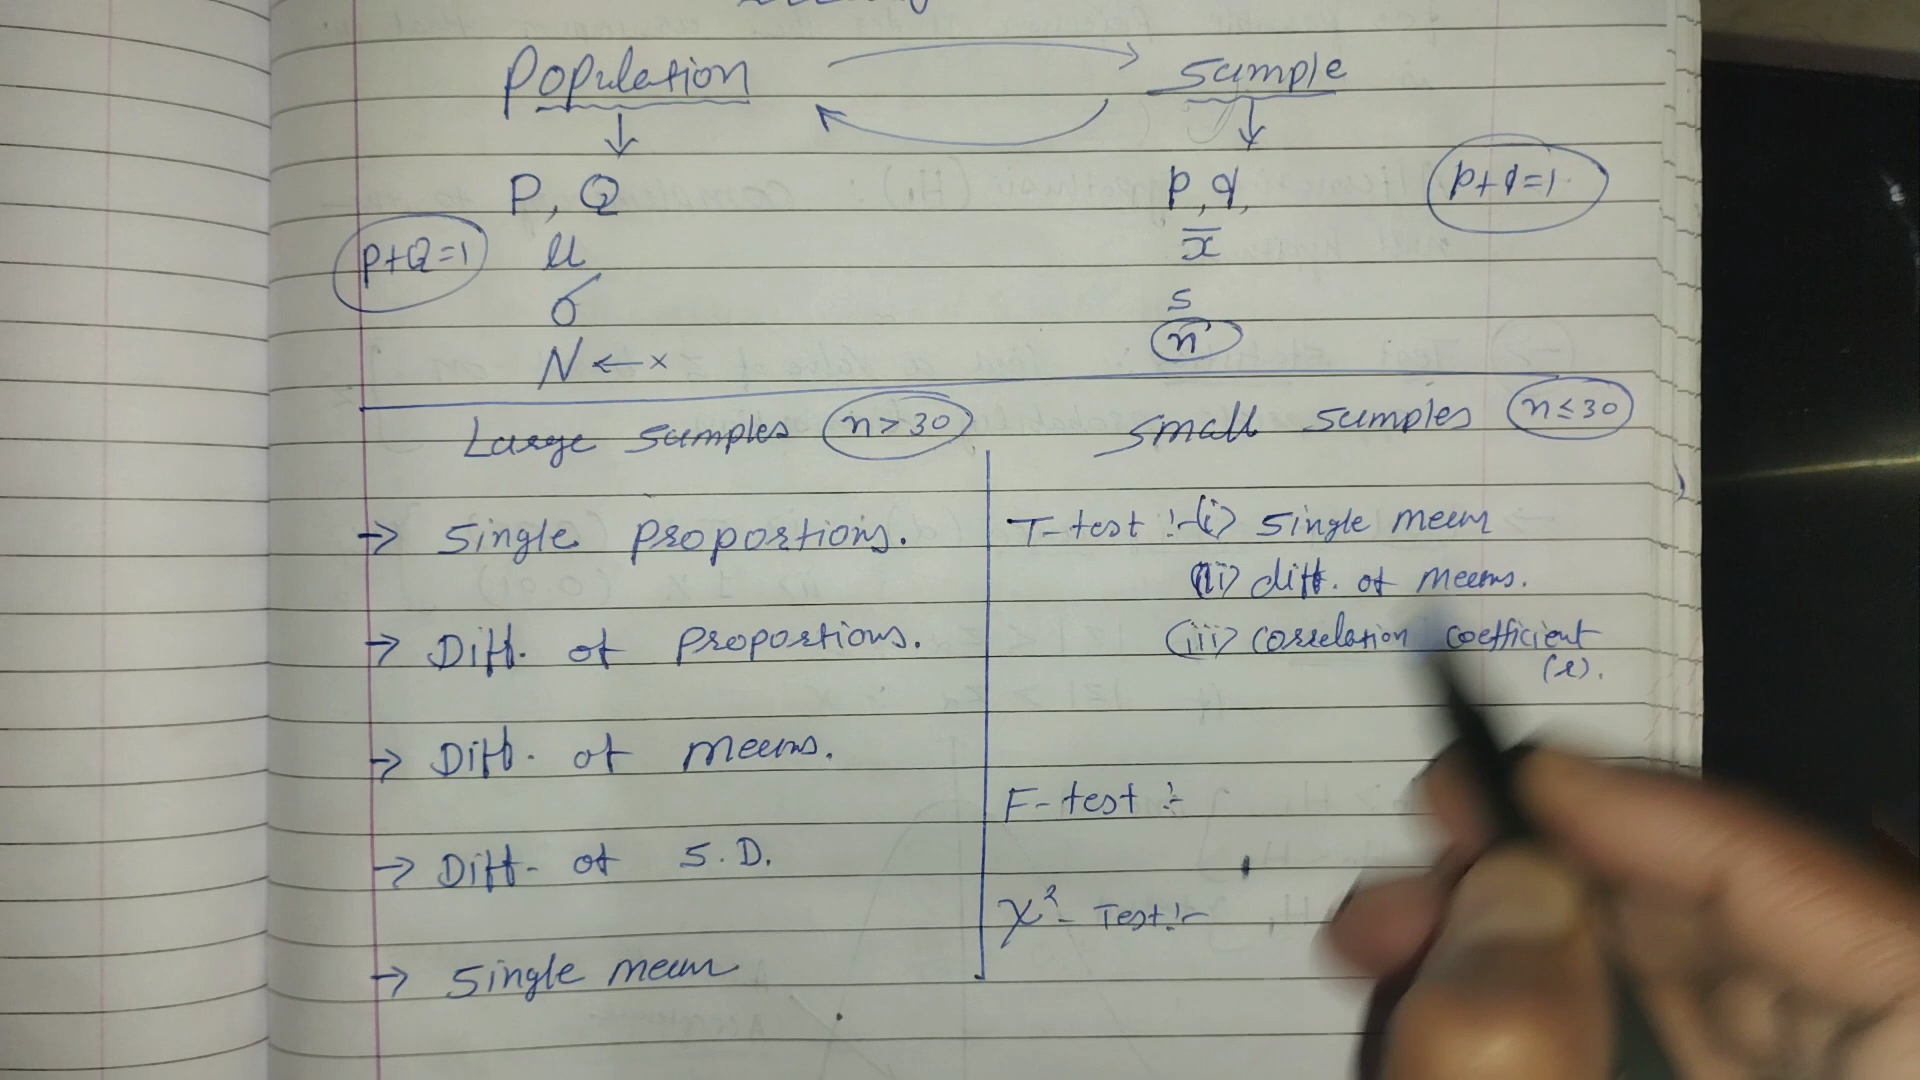 Population
Sample
P, Q
p, q,
p+q=1
P+Q=1
μ
x̅
σ
s
N ← x
n
Large Samples n > 30
Small Samples n ≤ 30
→ Single Proportions.
T-test :- (i) Single mean
(ii) diff. of means.
→ Diff. of Proportions.
(iii) Correlation Coefficient
(r).
→ Diff. of means.
F-test :-
→ Diff. of S.D.
χ²- Test :-
→ Single mean